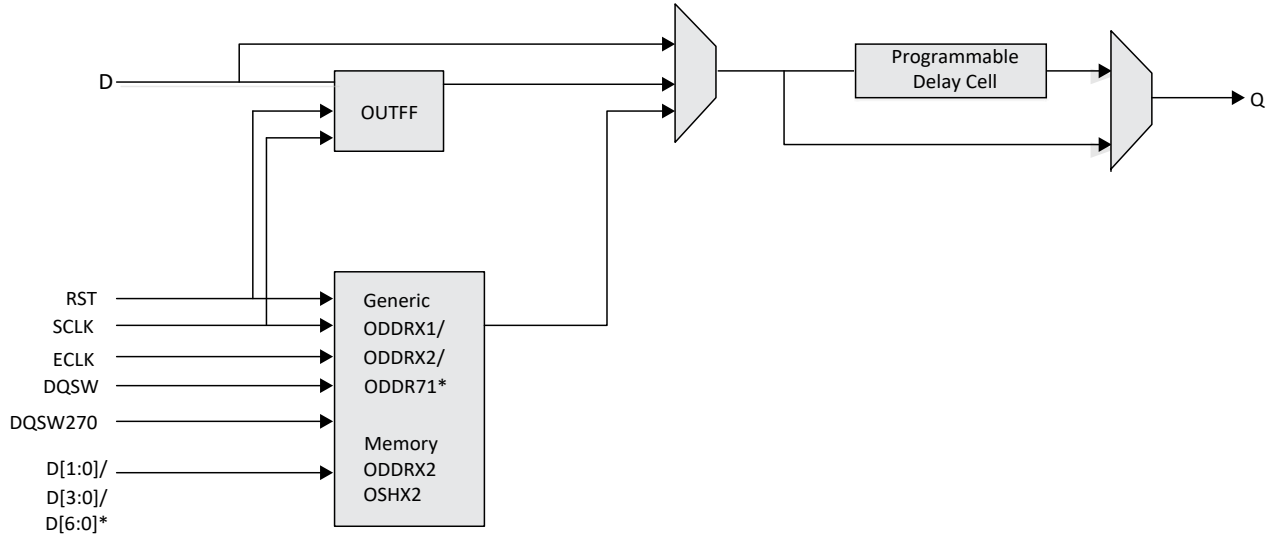 Programmable
Delay Cell
D
OUTFF
Q
RST
SCLK
ECLK
DQSW
DQSW270
D[1:0]/
D[3:0]/
D[6:0]*
Generic
ODDRX1/
ODDRX2/
ODDR71*
Memory
ODDRX2
OSHX2